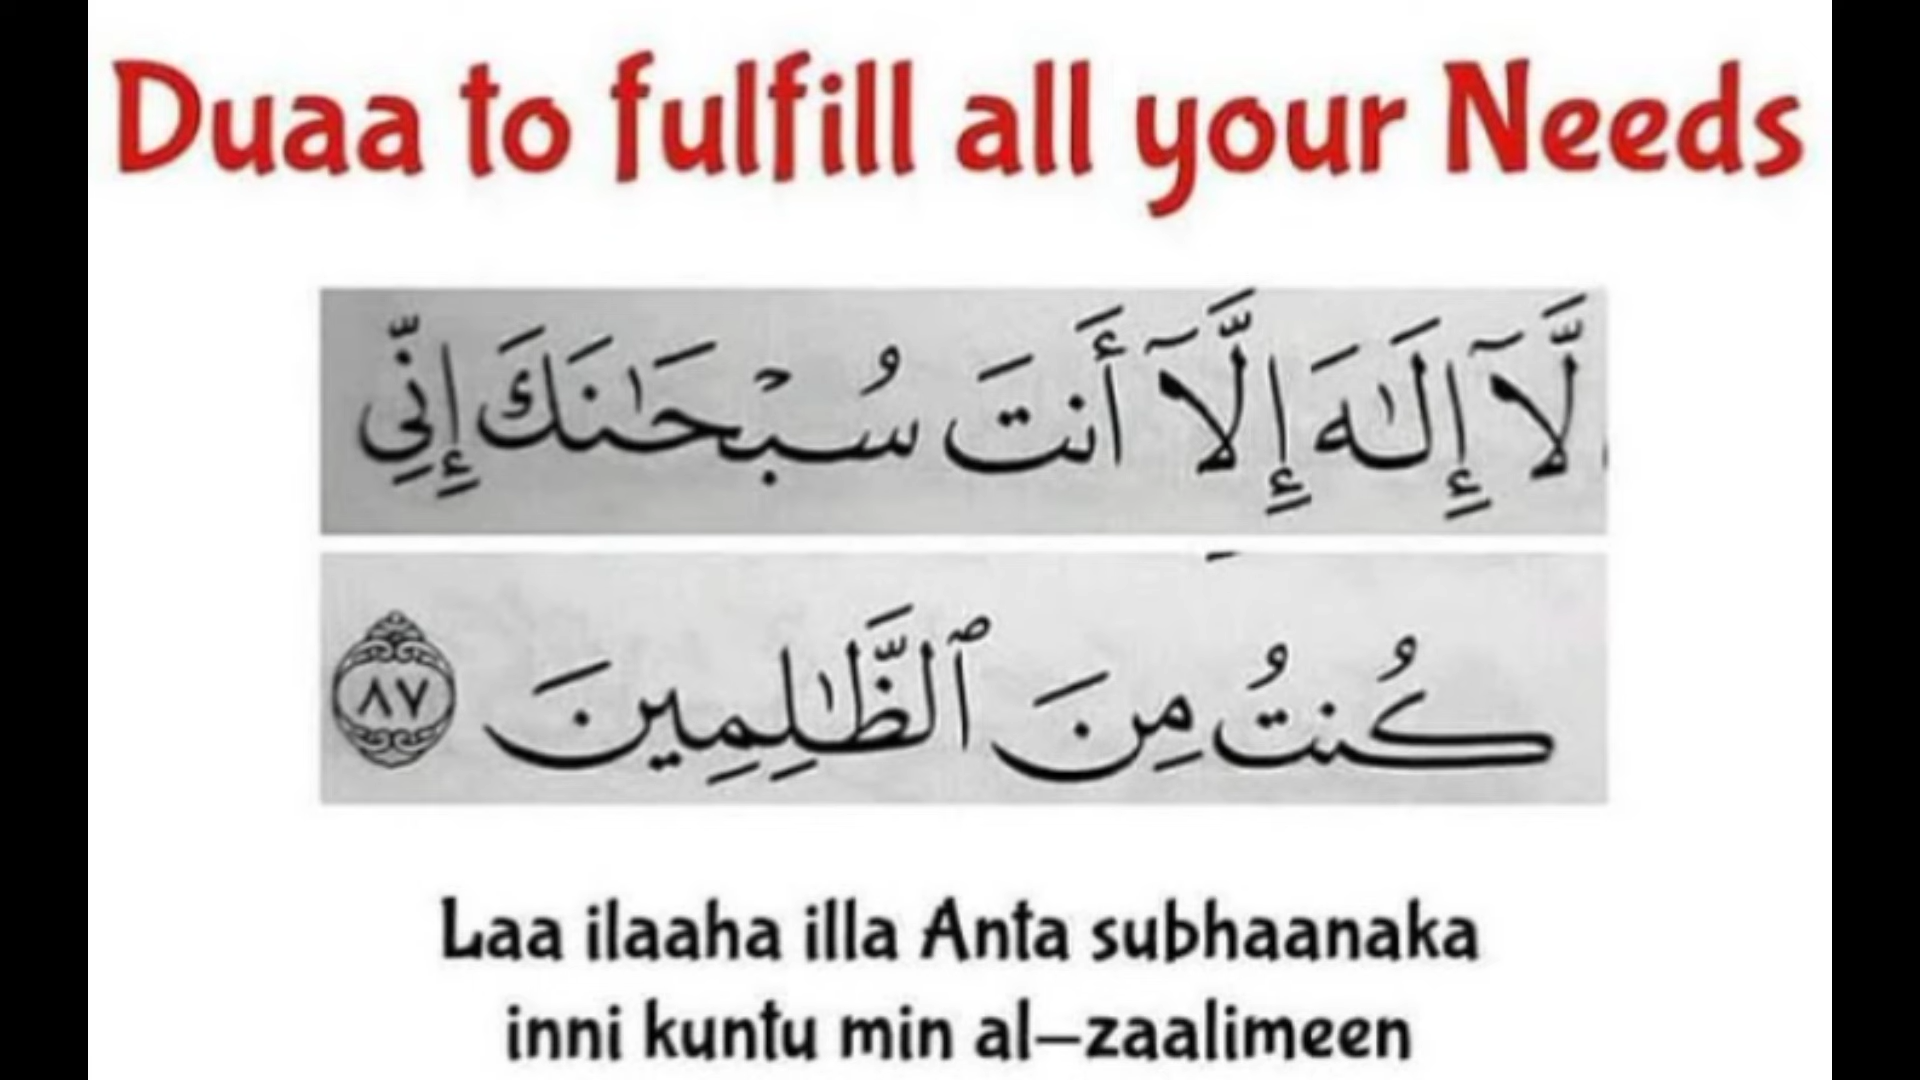 Duaa to fulfill all your Needs
لَّآ إِلَـٰهَ إِلَّآ أَنتَ سُبْحَـٰنَكَ إِنِّى
كُنتُ مِنَ ٱلظَّـٰلِمِينَ ٨٧
Laa ilaaha illa Anta subhaanaka
inni kuntu min al-zaalimeen